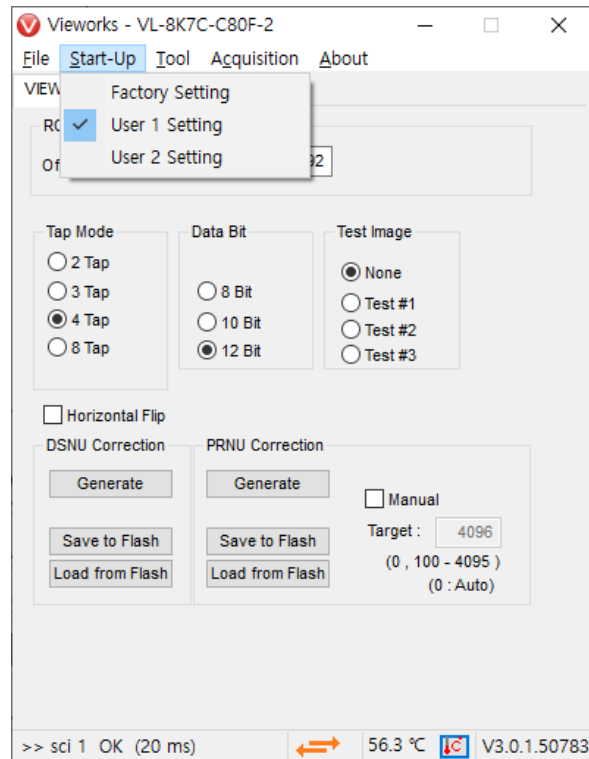 Vieworks - VL-8K7C-C80F-2
File Start-Up Tool Acquisition About
VIEW
Factory Setting
User 1 Setting
User 2 Setting
Tap Mode
2 Tap
3 Tap
4 Tap
8 Tap
Data Bit
8 Bit
10 Bit
12 Bit
Test Image
None
Test #1
Test #2
Test #3
Horizontal Flip
DSNU Correction
Generate
Save to Flash
Load from Flash
PRNU Correction
Generate
Save to Flash
Load from Flash
Manual
Target : 4096
(0 , 100 - 4095 )
(0 : Auto)
>> sci 1 OK (20 ms) 56.3 ℃ V3.0.1.50783